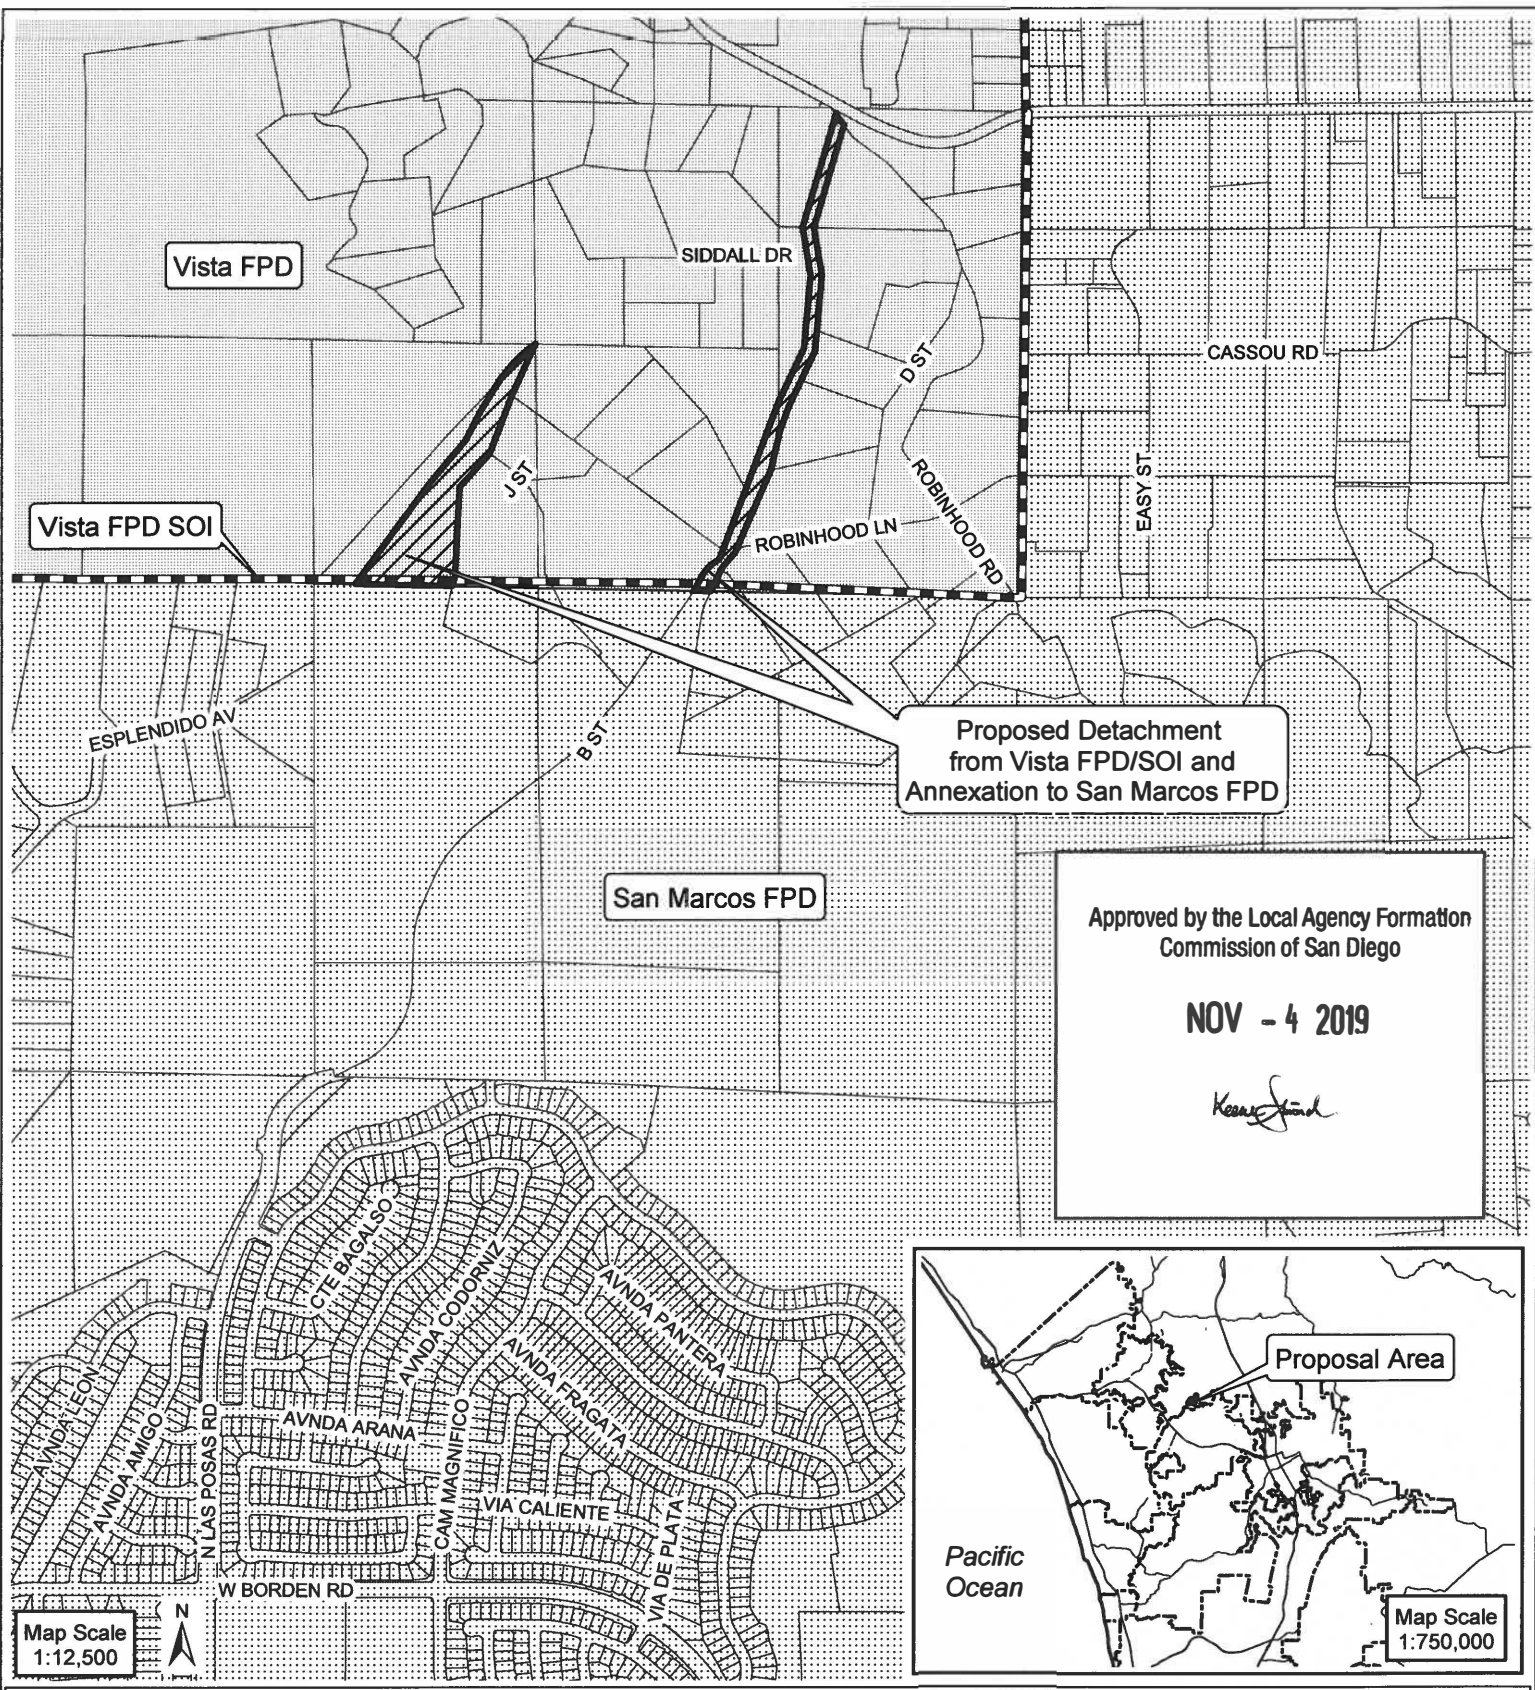 Vista FPD
SIDDALL DR
D ST
CASSOU RD
J ST
EASY ST
Vista FPD SOI
ROBINHOOD LN
ROBINHOOD RD
ESPLENDIDO AV
B ST
Proposed Detachment
from Vista FPD/SOI and
Annexation to San Marcos FPD
San Marcos FPD
Approved by the Local Agency Formation
Commission of San Diego
NOV - 4 2019
CTE BAGALSO
AVNDA CODORNIZ
AVNDA PANTERA
AVNDA FRAGATA
AVNDA LEON
AVNDA AMIGO
N LAS POSAS RD
AVNDA ARANA
CAM MAGNIFICO
VIA CALIENTE
VIA DE PLATA
W BORDEN RD
Map Scale
1:12,500
N
Proposal Area
Pacific
Ocean
Map Scale
1:750,000